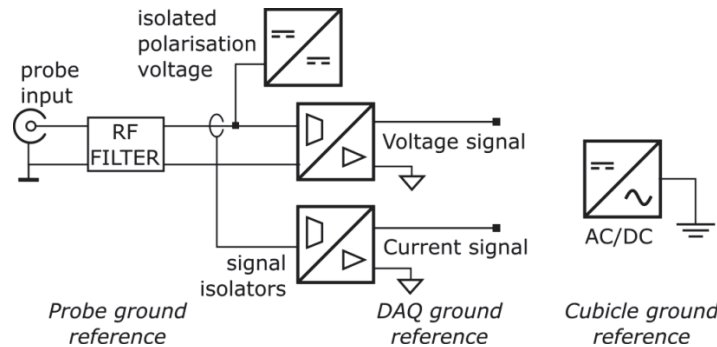 isolated
polarisation
voltage
probe
input
RF
FILTER
Voltage signal
Current signal
signal
isolators
AC/DC
Probe ground
reference
DAQ ground
reference
Cubicle ground
reference